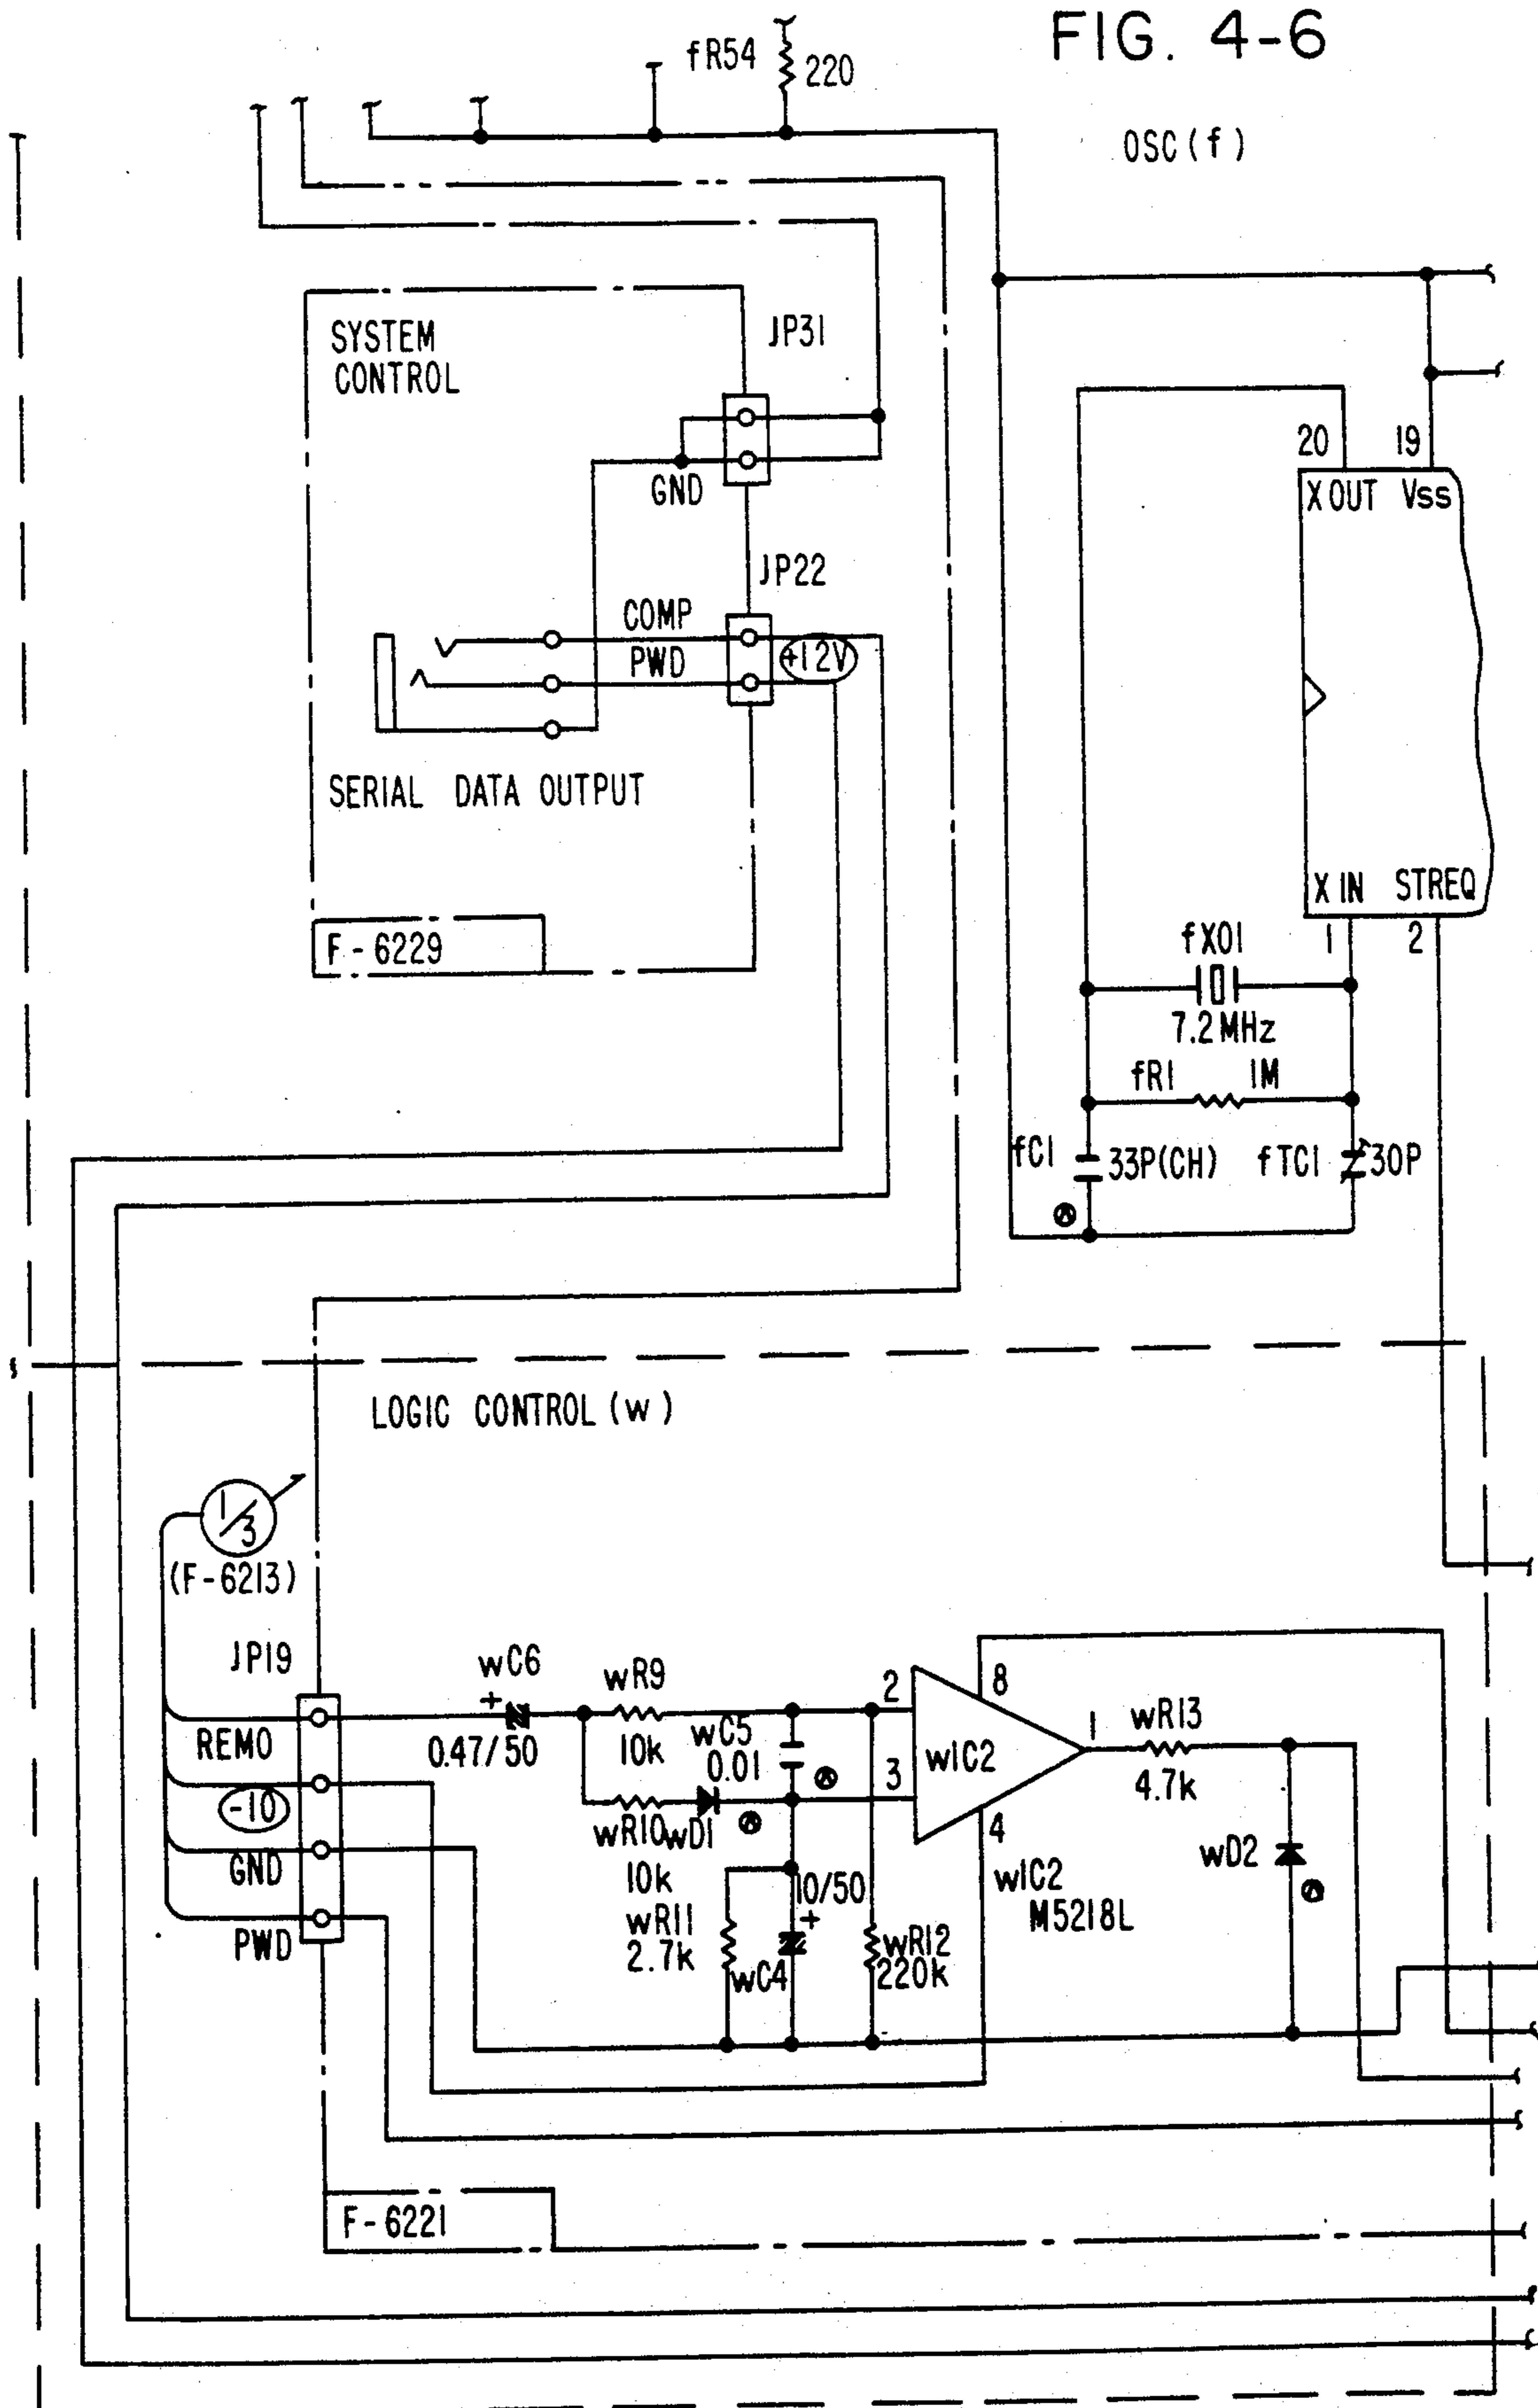 FIG. 4-6
fR54
220
OSC (f)
SYSTEM
CONTROL
JP31
GND
JP22
COMP
PWD
+12V
SERIAL DATA OUTPUT
F-6229
20
19
X OUT
Vss
X IN
STREQ
1
2
fX01
7.2MHz
fR1
1M
fC1
33P(CH)
fTC1
30P
LOGIC CONTROL (w)
1/3
(F-6213)
JP19
REMO
-10
GND
PWD
wC6
+
0.47/50
wR9
10k
wC5
0.01
wR10
10k
wD1
wR11
2.7k
10/50
+
wC4
wR12
220k
2
3
8
1
4
wIC2
wIC2
M5218L
wR13
4.7k
wD2
F-6221